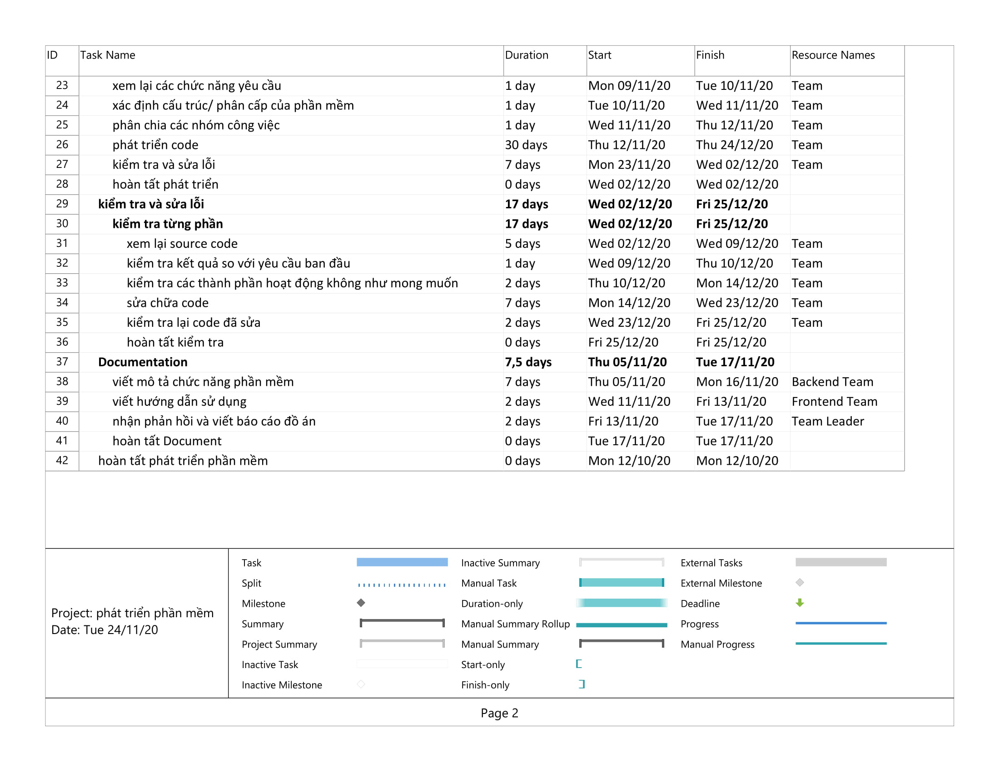 ID Task Name Duration Start Finish Resource Names
23 xem lại các chức năng yêu cầu 1 day Mon 09/11/20 Tue 10/11/20 Team
24 xác định cấu trúc/ phân cấp của phần mềm 1 day Tue 10/11/20 Wed 11/11/20 Team
25 phân chia các nhóm công việc 1 day Wed 11/11/20 Thu 12/11/20 Team
26 phát triển code 30 days Thu 12/11/20 Thu 24/12/20 Team
27 kiểm tra và sửa lỗi 7 days Mon 23/11/20 Wed 02/12/20 Team
28 hoàn tất phát triển 0 days Wed 02/12/20 Wed 02/12/20
29 kiểm tra và sửa lỗi 17 days Wed 02/12/20 Fri 25/12/20
30 kiểm tra từng phần 17 days Wed 02/12/20 Fri 25/12/20
31 xem lại source code 5 days Wed 02/12/20 Wed 09/12/20 Team
32 kiểm tra kết quả so với yêu cầu ban đầu 1 day Wed 09/12/20 Thu 10/12/20 Team
33 kiểm tra các thành phần hoạt động không như mong muốn 2 days Thu 10/12/20 Mon 14/12/20 Team
34 sửa chữa code 7 days Mon 14/12/20 Wed 23/12/20 Team
35 kiểm tra lại code đã sửa 2 days Wed 23/12/20 Fri 25/12/20 Team
36 hoàn tất kiểm tra 0 days Fri 25/12/20 Fri 25/12/20
37 Documentation 7,5 days Thu 05/11/20 Tue 17/11/20
38 viết mô tả chức năng phần mềm 7 days Thu 05/11/20 Mon 16/11/20 Backend Team
39 viết hướng dẫn sử dụng 2 days Wed 11/11/20 Fri 13/11/20 Frontend Team
40 nhận phản hồi và viết báo cáo đồ án 2 days Fri 13/11/20 Tue 17/11/20 Team Leader
41 hoàn tất Document 0 days Tue 17/11/20 Tue 17/11/20
42 hoàn tất phát triển phần mềm 0 days Mon 12/10/20 Mon 12/10/20
Project: phát triển phần mềm
Date: Tue 24/11/20
Task Inactive Summary External Tasks
Split Manual Task External Milestone
Milestone Duration-only Deadline
Summary Manual Summary Rollup Progress
Project Summary Manual Summary Manual Progress
Inactive Task Start-only
Inactive Milestone Finish-only
Page 2